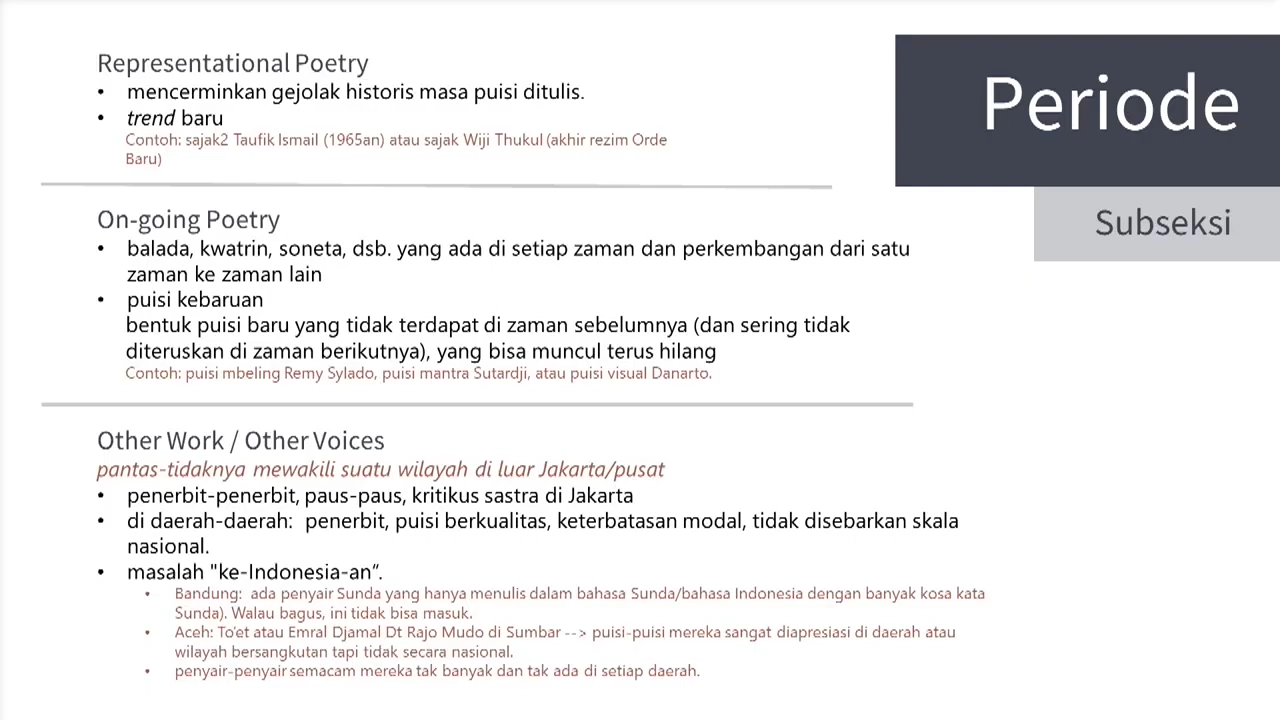 Periode
Subseksi
Representational Poetry
• mencerminkan gejolak historis masa puisi ditulis.
• trend baru
Contoh: sajak2 Taufik Ismail (1965an) atau sajak Wiji Thukul (akhir rezim Orde
Baru)
On-going Poetry
• balada, kwatrin, soneta, dsb. yang ada di setiap zaman dan perkembangan dari satu
zaman ke zaman lain
• puisi kebaruan
bentuk puisi baru yang tidak terdapat di zaman sebelumnya (dan sering tidak
diteruskan di zaman berikutnya), yang bisa muncul terus hilang
Contoh: puisi mbeling Remy Sylado, puisi mantra Sutardji, atau puisi visual Danarto.
Other Work / Other Voices
pantas-tidaknya mewakili suatu wilayah di luar Jakarta/pusat
• penerbit-penerbit, paus-paus, kritikus sastra di Jakarta
• di daerah-daerah:  penerbit, puisi berkualitas, keterbatasan modal, tidak disebarkan skala
nasional.
• masalah "ke-Indonesia-an”.
• Bandung:  ada penyair Sunda yang hanya menulis dalam bahasa Sunda/bahasa Indonesia dengan banyak kosa kata
Sunda). Walau bagus, ini tidak bisa masuk.
• Aceh: To'et atau Emral Djamal Dt Rajo Mudo di Sumbar --> puisi-puisi mereka sangat diapresiasi di daerah atau
wilayah bersangkutan tapi tidak secara nasional.
• penyair-penyair semacam mereka tak banyak dan tak ada di setiap daerah.